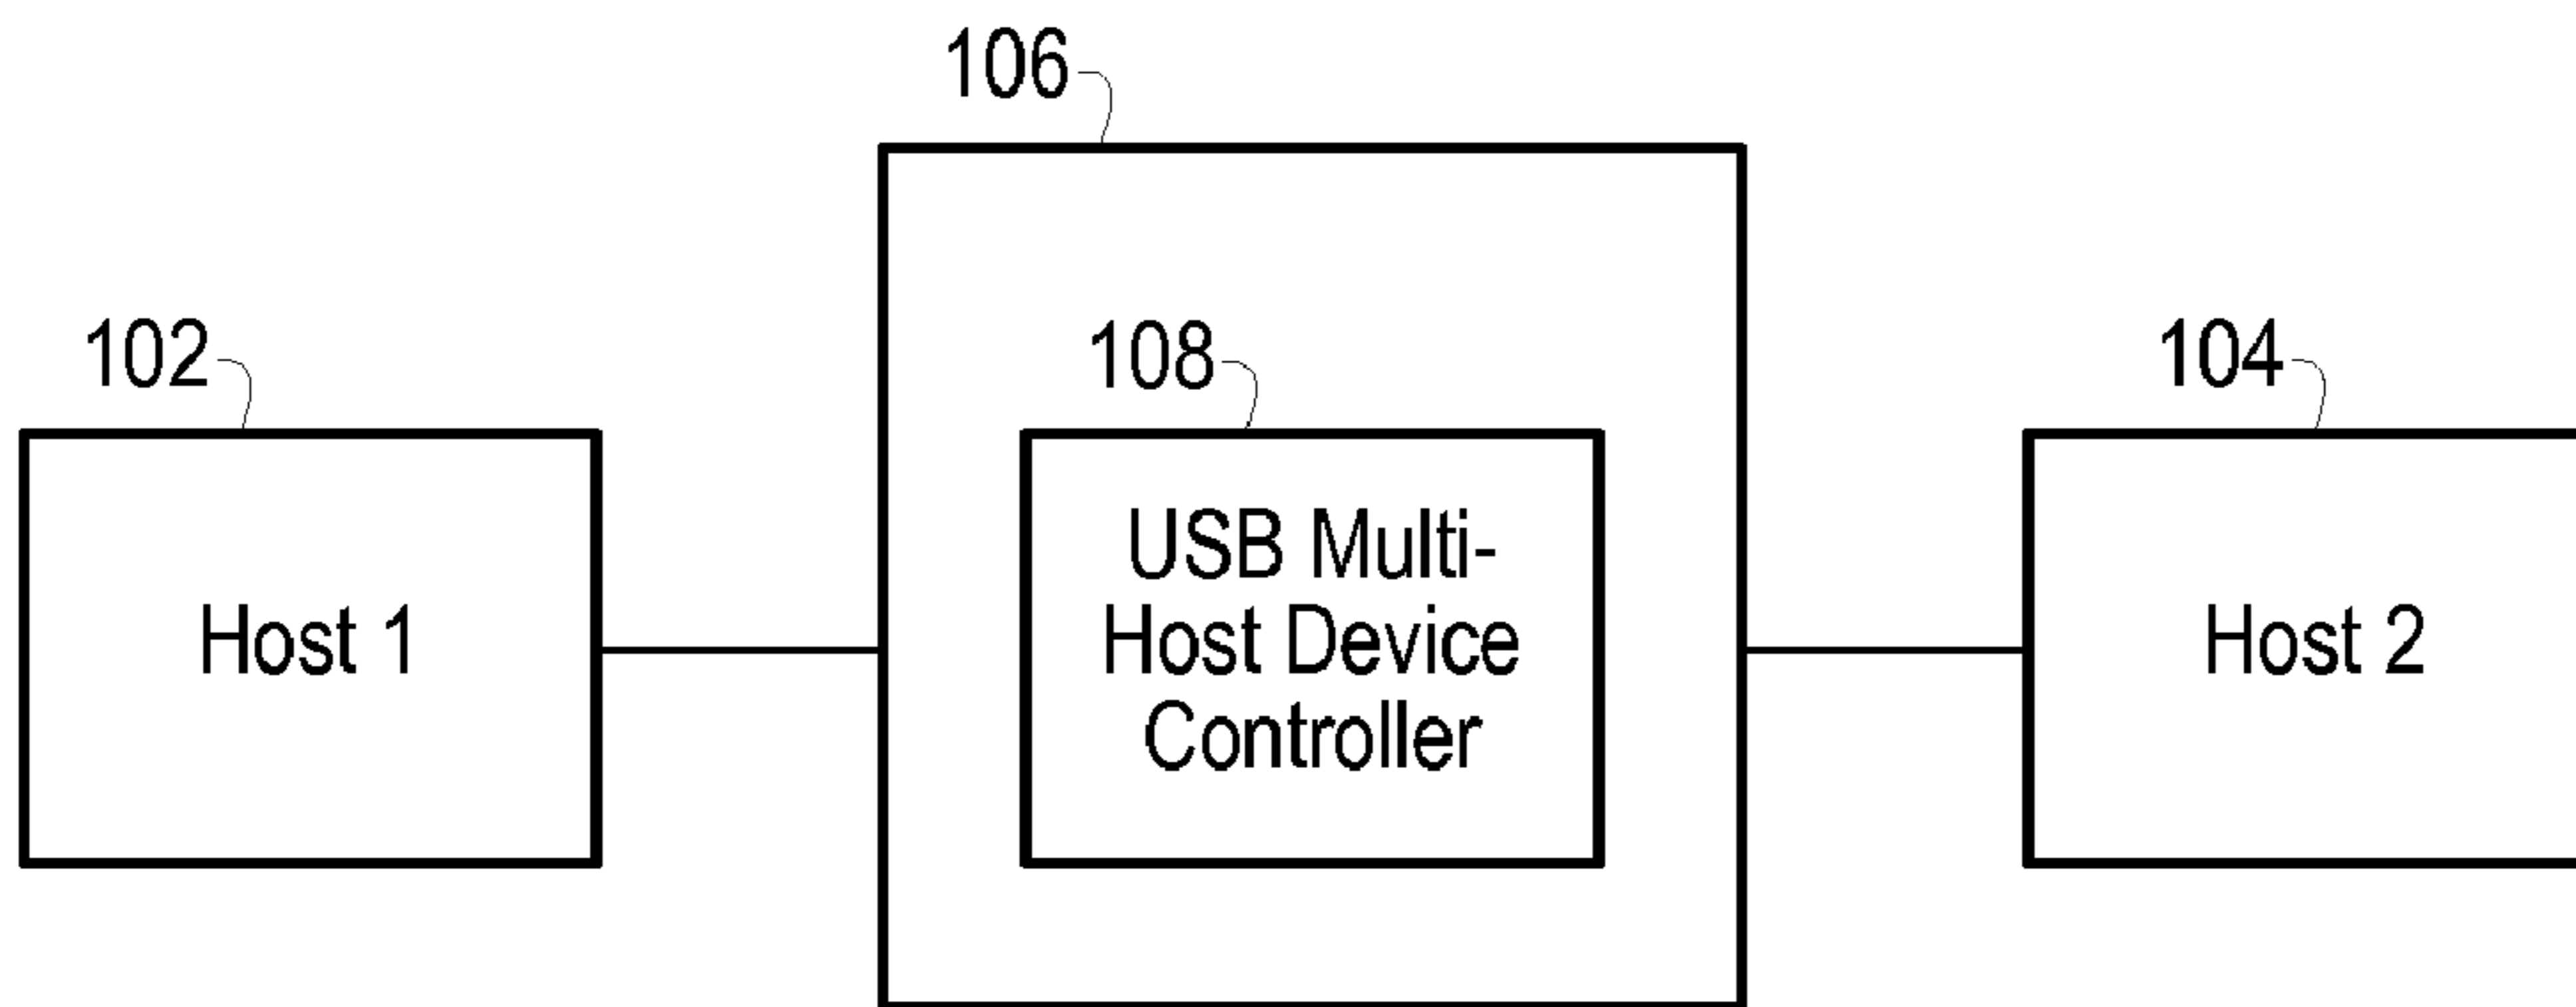 106
102
108
104
USB Multi-
Host Device
Controller
Host 1
Host 2